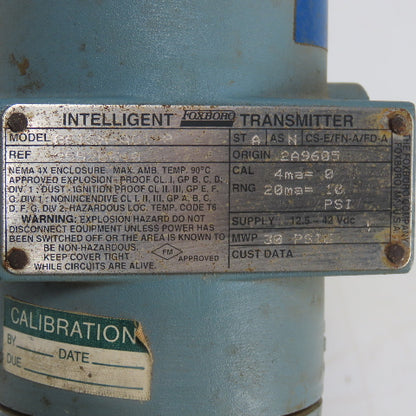 INTELLIGENT FOXBORO TRANSMITTER
MODEL
ST A AS N CS-E/FN-A/FD-A
REF
ORIGIN 2A9605
NEMA 4X ENCLOSURE MAX. AMB. TEMP. 90°C
APPROVED EXPLOSION - PROOF CL. I, GP B, C, D,
DIV 1; DUST - IGNITION PROOF CL II, III, GP E, F,
G, DIV 1; NONINCENDIVE CL I, II, III, GP A, B, C,
D, F, G, DIV 2; HAZARDOUS LOC. TEMP. CODE T6
WARNING: EXPLOSION HAZARD DO NOT
DISCONNECT EQUIPMENT UNLESS POWER HAS
BEEN SWITCHED OFF OR THE AREA IS KNOWN TO
BE NON-HAZARDOUS.
KEEP COVER TIGHT
WHILE CIRCUITS ARE ALIVE.
FM APPROVED
CAL 4ma= 0
RNG 20ma= 10
PSI
SUPPLY 12.5 - 42 Vdc
MWP 30 PSI
CUST DATA
CALIBRATION
BY DATE
DUE